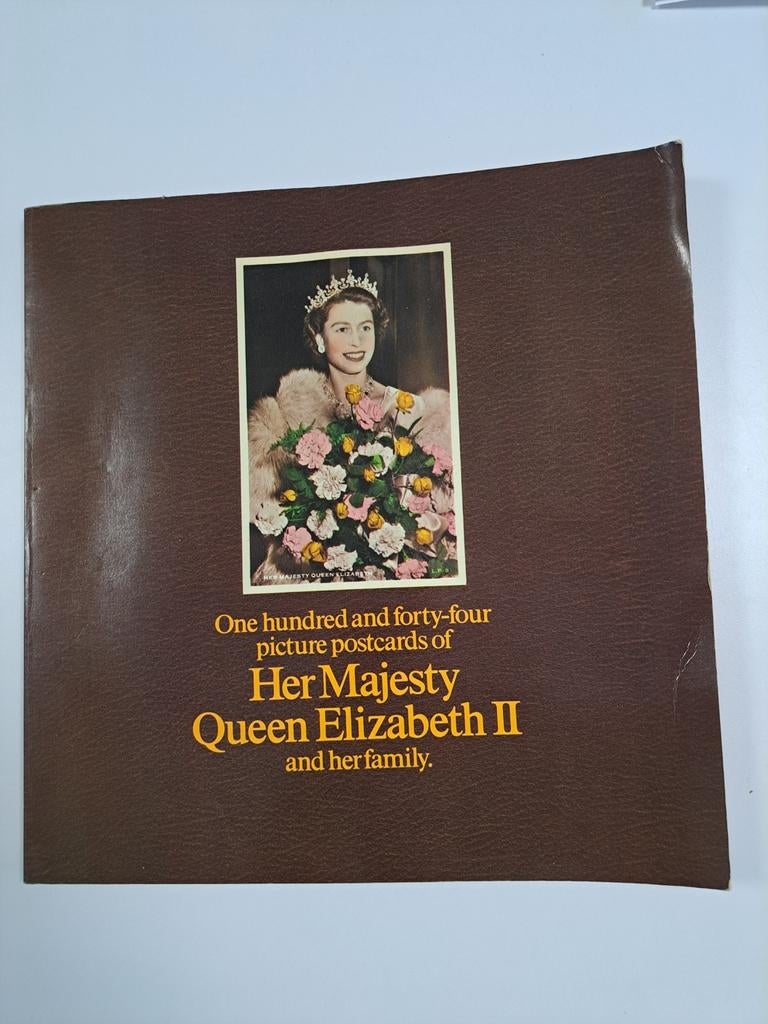 HER MAJESTY QUEEN ELIZABETH
One hundred and forty-four
picture postcards of
Her Majesty
Queen Elizabeth II
and her family.